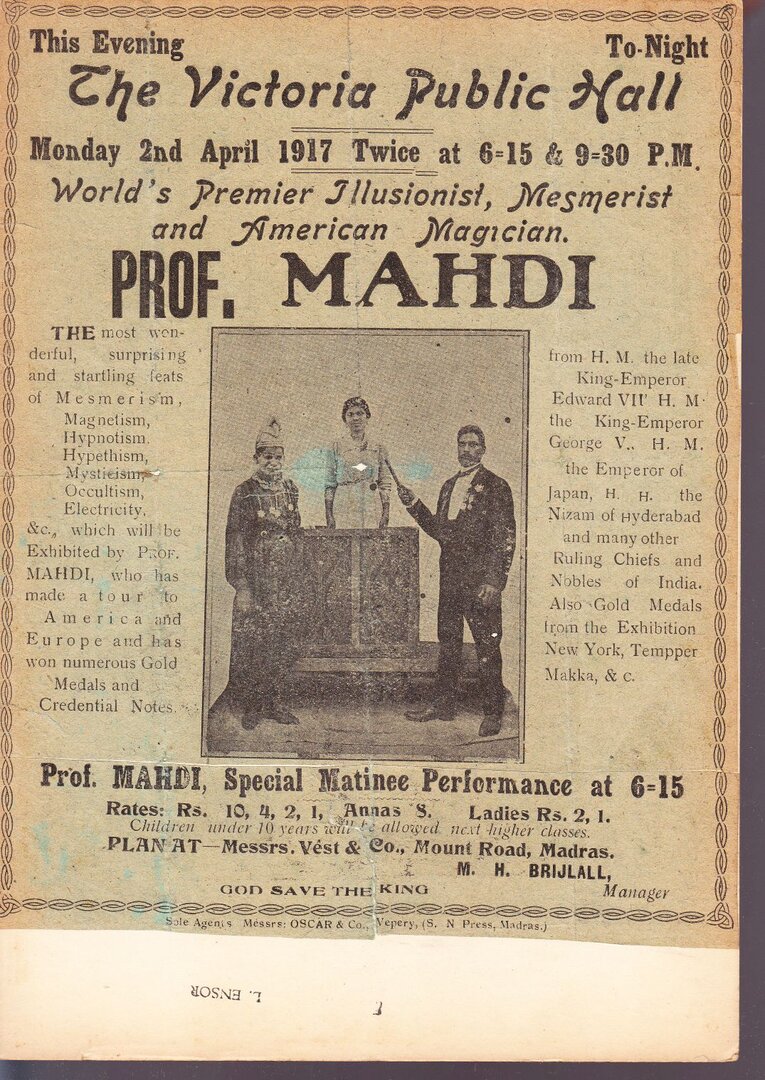 This Evening To-Night
The Victoria Public Hall
Monday 2nd April 1917 Twice at 6=15 & 9=30 P.M.
World's Premier Illusionist, Mesmerist
and American Magician.
PROF. MAHDI
THE most won-
derful, surprising
and startling feats
of Mesmerism,
Magnetism,
Hypnotism.
Hypethism,
Mysticism,
Occultism,
Electricity,
&c., which will be
Exhibited by PROF.
MAHDI, who has
made a tour to
America and
Europe and has
won numerous Gold
Medals and
Credential Notes.
from H. M. the late
King-Emperor
Edward VII' H. M.
the King-Emperor
George V., H. M.
the Emperor of
Japan, H. H. the
Nizam of Hyderabad
and many other
Ruling Chiefs and
Nobles of India.
Also Gold Medals
from the Exhibition
New York, Tempper
Makka, & c.
Prof. MAHDI, Special Matinee Performance at 6=15
Rates: Rs. 10, 4, 2, 1, Annas 8. Ladies Rs. 2, 1.
Children under 10 years will be allowed next higher classes.
PLAN AT—Messrs. Vest & Co., Mount Road, Madras.
M. H. BRIJLALL,
GOD SAVE THE KING Manager
Sole Agents Messrs: OSCAR & Co., Vepery, (S. N Press, Madras.)
L. ENSOR